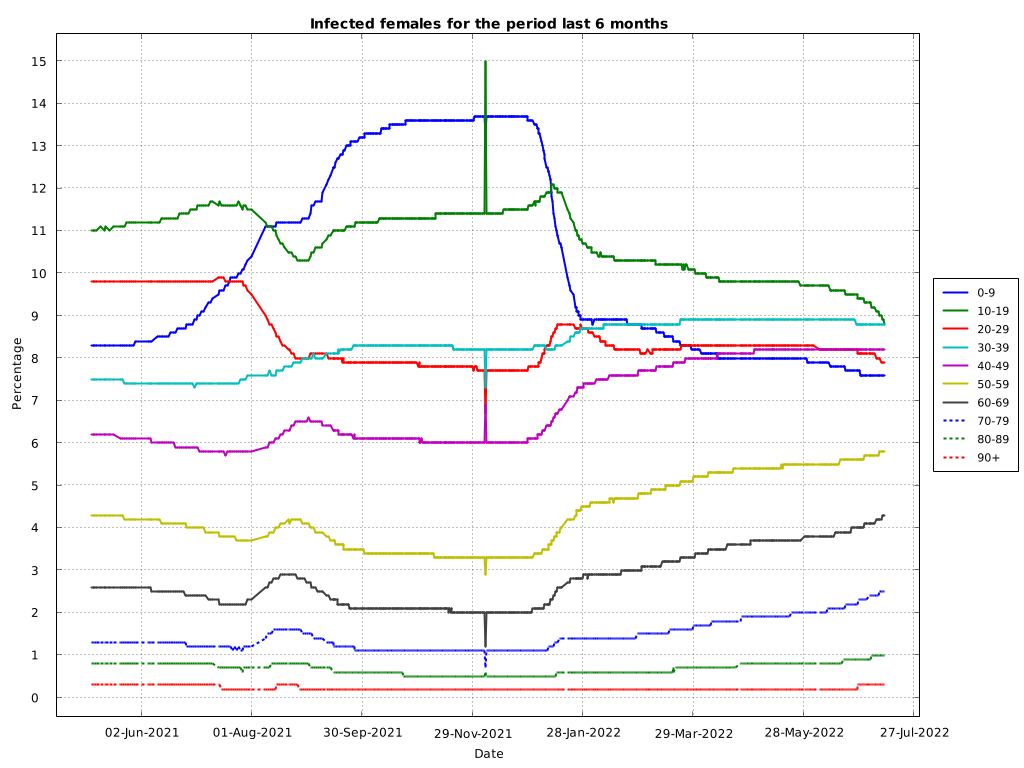 Infected females for the period last 6 months
Percentage
15
14
13
12
11
10
9
8
7
6
5
4
3
2
1
0
02-Jun-2021
01-Aug-2021
30-Sep-2021
29-Nov-2021
28-Jan-2022
29-Mar-2022
28-May-2022
27-Jul-2022
Date
0-9
10-19
20-29
30-39
40-49
50-59
60-69
70-79
80-89
90+